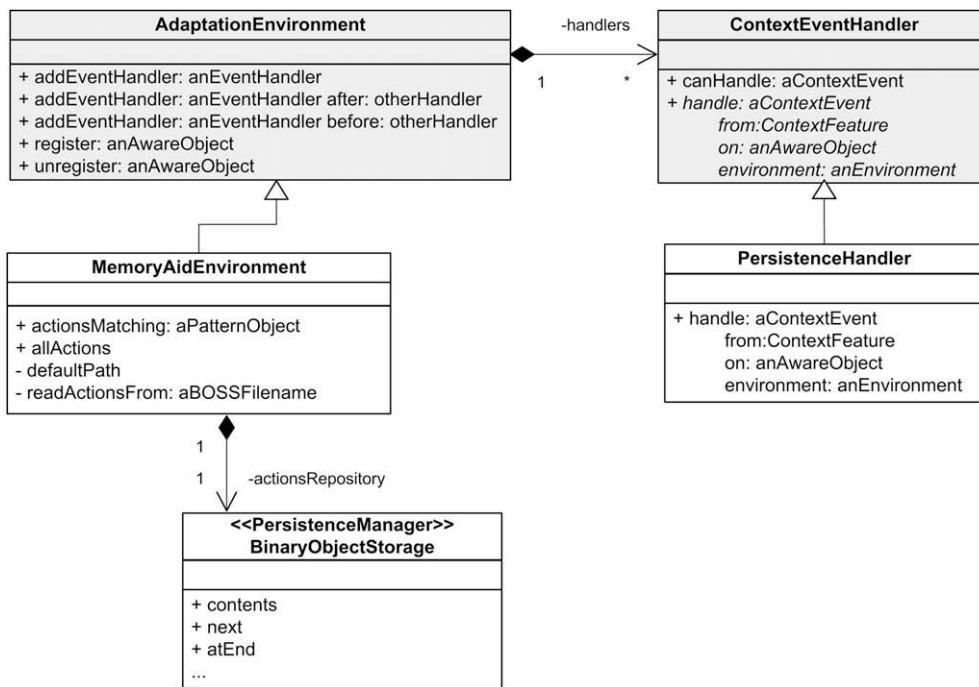 AdaptationEnvironment
+ addEventHandler: anEventHandler
+ addEventHandler: anEventHandler after: otherHandler
+ addEventHandler: anEventHandler before: otherHandler
+ register: anAwareObject
+ unregister: anAwareObject
-handlers
1
*
ContextEventHandler
+ canHandle: aContextEvent
+ handle: aContextEvent
from:ContextFeature
on: anAwareObject
environment: anEnvironment
MemoryAidEnvironment
+ actionsMatching: aPatternObject
+ allActions
- defaultPath
- readActionsFrom: aBOSSFilename
PersistenceHandler
+ handle: aContextEvent
from:ContextFeature
on: anAwareObject
environment: anEnvironment
1
1
-actionsRepository
<<PersistenceManager>>
BinaryObjectStorage
+ contents
+ next
+ atEnd
...